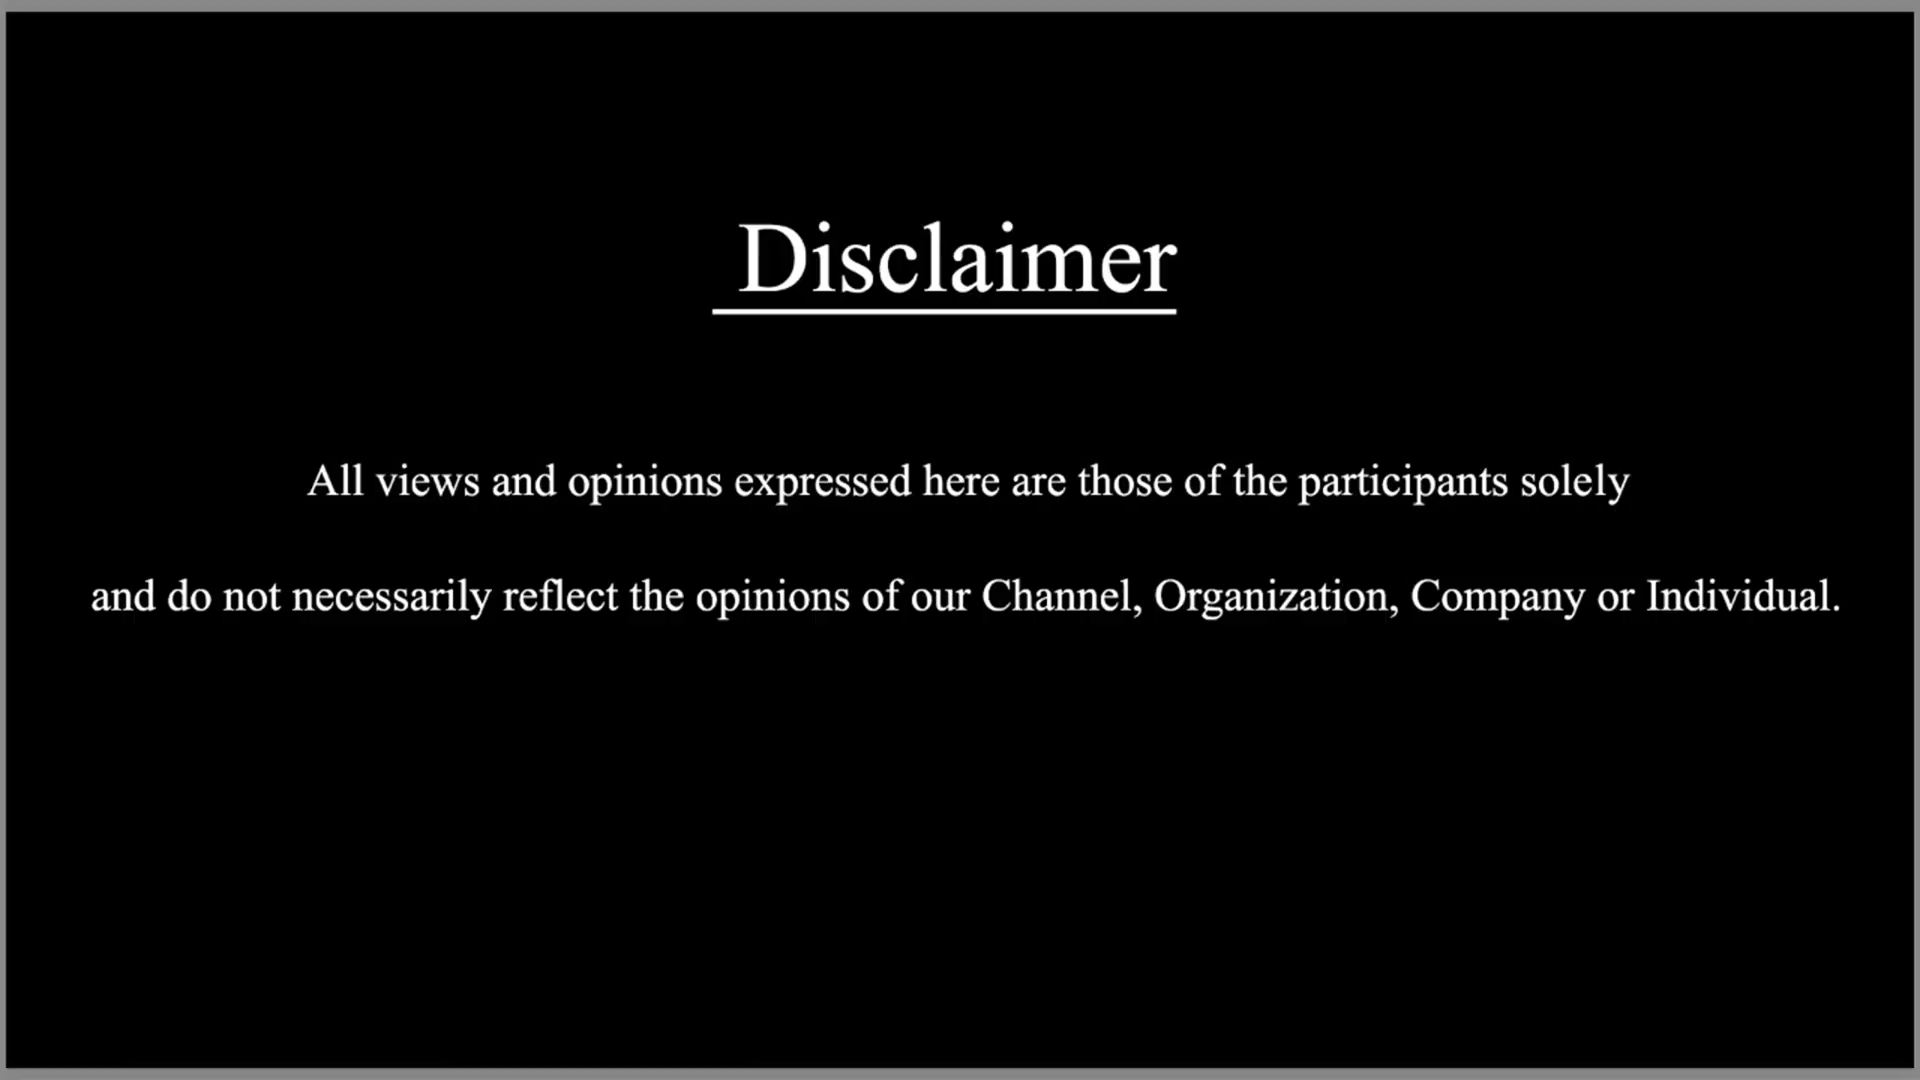 Disclaimer
All views and opinions expressed here are those of the participants solely
and do not necessarily reflect the opinions of our Channel, Organization, Company or Individual.